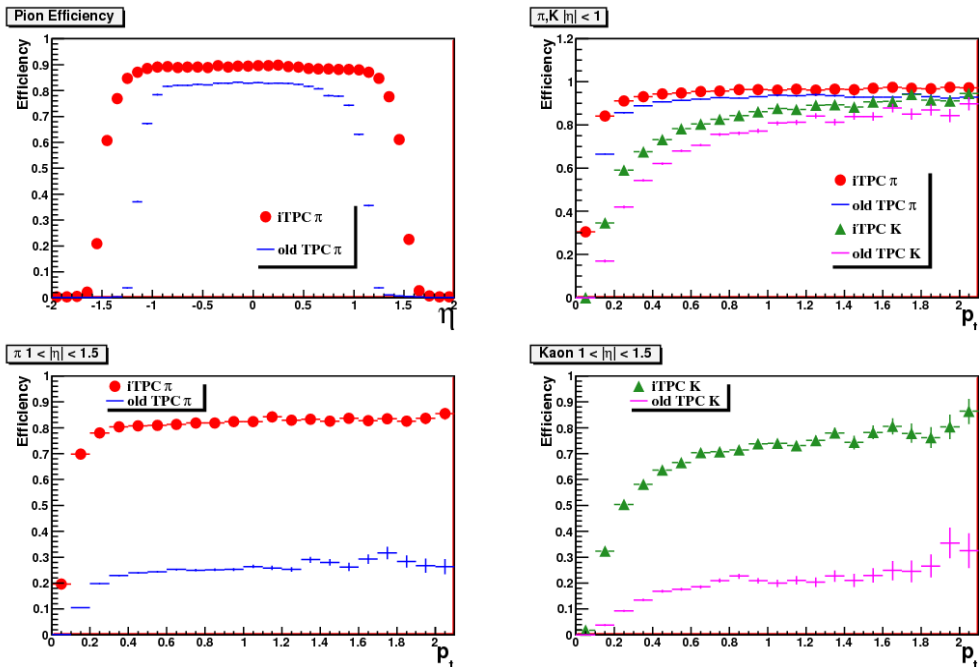 Pion Efficiency
Efficiency
0.9
0.8
0.7
0.6
0.5
0.4
0.3
0.2
0.1
0
iTPC π
old TPC π
-2 -1.5 -1 -0.5 0 0.5 1 1.5 2
η
π,K |η| < 1
Efficiency
1.2
1
0.8
0.6
0.4
0.2
0
iTPC π
old TPC π
iTPC K
old TPC K
0 0.2 0.4 0.6 0.8 1 1.2 1.4 1.6 1.8 2
pt
π 1 < |η| < 1.5
Efficiency
1
0.9
0.8
0.7
0.6
0.5
0.4
0.3
0.2
0.1
0
iTPC π
old TPC π
0 0.2 0.4 0.6 0.8 1 1.2 1.4 1.6 1.8 2
pt
Kaon 1 < |η| < 1.5
Efficiency
1
0.9
0.8
0.7
0.6
0.5
0.4
0.3
0.2
0.1
0
iTPC K
old TPC K
0 0.2 0.4 0.6 0.8 1 1.2 1.4 1.6 1.8 2
pt